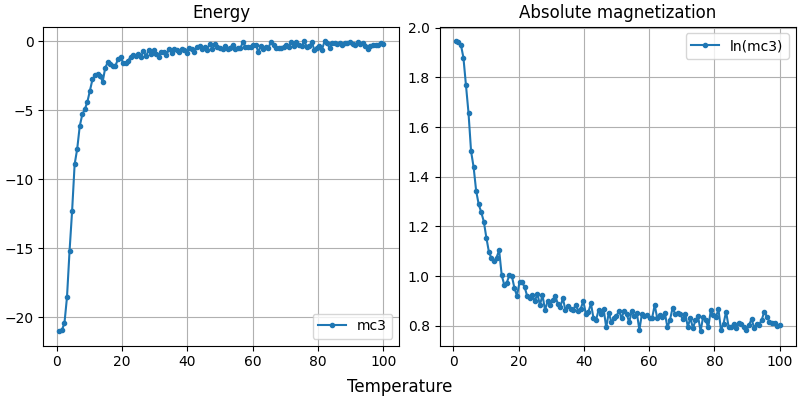 Energy
0
−5
−10
−15
−20
0 20 40 60 80 100
mc3
Absolute magnetization
2.0
1.8
1.6
1.4
1.2
1.0
0.8
0 20 40 60 80 100
ln(mc3)
Temperature